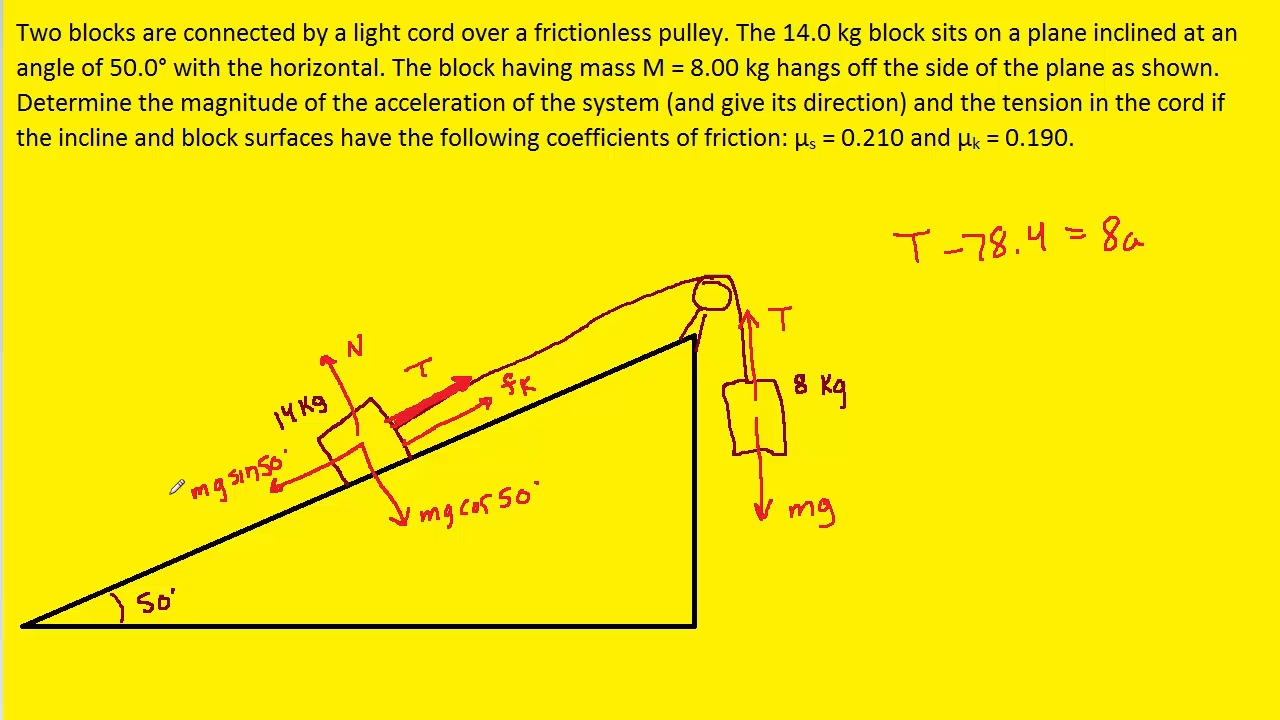 Two blocks are connected by a light cord over a frictionless pulley. The 14.0 kg block sits on a plane inclined at an
angle of 50.0° with the horizontal. The block having mass M = 8.00 kg hangs off the side of the plane as shown.
Determine the magnitude of the acceleration of the system (and give its direction) and the tension in the cord if
the incline and block surfaces have the following coefficients of friction: μₛ = 0.210 and μₖ = 0.190.
T - 78.4 = 8a
T
N
T
fK
8 Kg
14Kg
mg sin50°
mg cos 50°
mg
50°